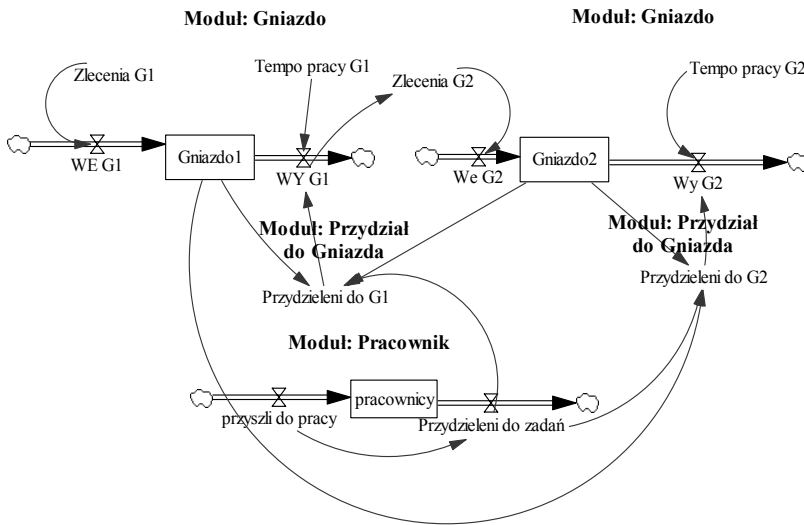 Moduł: Gniazdo
Moduł: Gniazdo
Zlecenia G1
Tempo pracy G1
Zlecenia G2
Tempo pracy G2
WE G1
Gniazdo1
WY G1
We G2
Gniazdo2
Wy G2
Moduł: Przydział
do Gniazda
Moduł: Przydział
do Gniazda
Przydzieleni do G1
Przydzieleni do G2
Moduł: Pracownik
przyszli do pracy
pracownicy
Przydzieleni do zadań